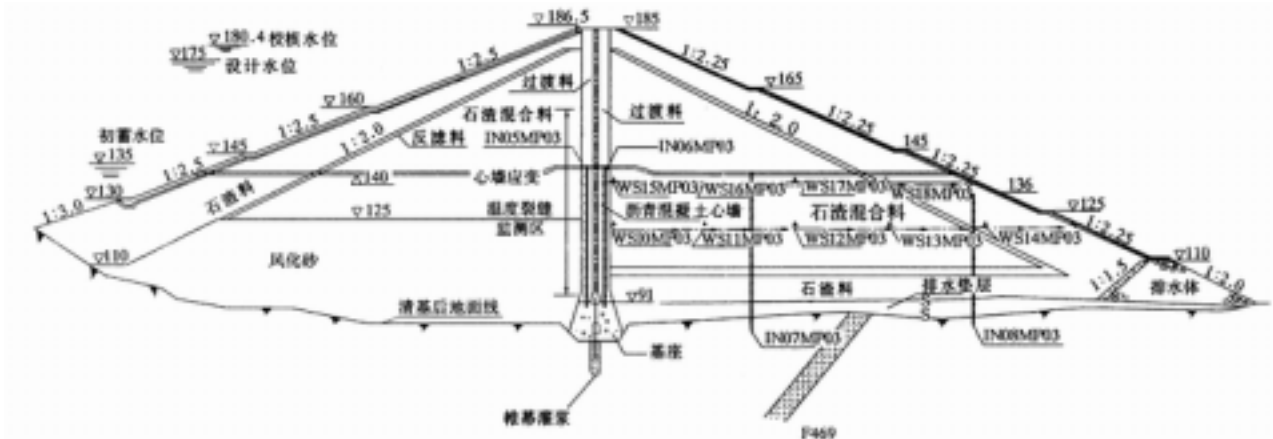 ▽186.5
▽185
▽180.4校核水位
▽175
设计水位
1:2.5
1:2.25
▽165
过渡料
▽160
石渣混合料
过渡料
1:2.25
1:2.5
1:2.0
1:2.0
初蓄水位
反滤料
IN05MP03
IN06MP03
▽145
145
▽135
1:2.5
1:2.25
▽140
心墙应变
WS15MP03
WS16MP03
WS17MP03
WS18MP03
136
▽130
石渣料
1:3.0
▽125
温度裂缝
沥青混凝土心墙
石渣混合料
▽125
监测区
WS10MP03
WS11MP03
WS12MP03
WS13MP03
WS14MP03
1:2.25
▽110
风化砂
▽110
1:1.5
1:2.0
石渣料
排水垫层
排水体
▽91
清基后地面线
IN07MP03
IN08MP03
基座
F469